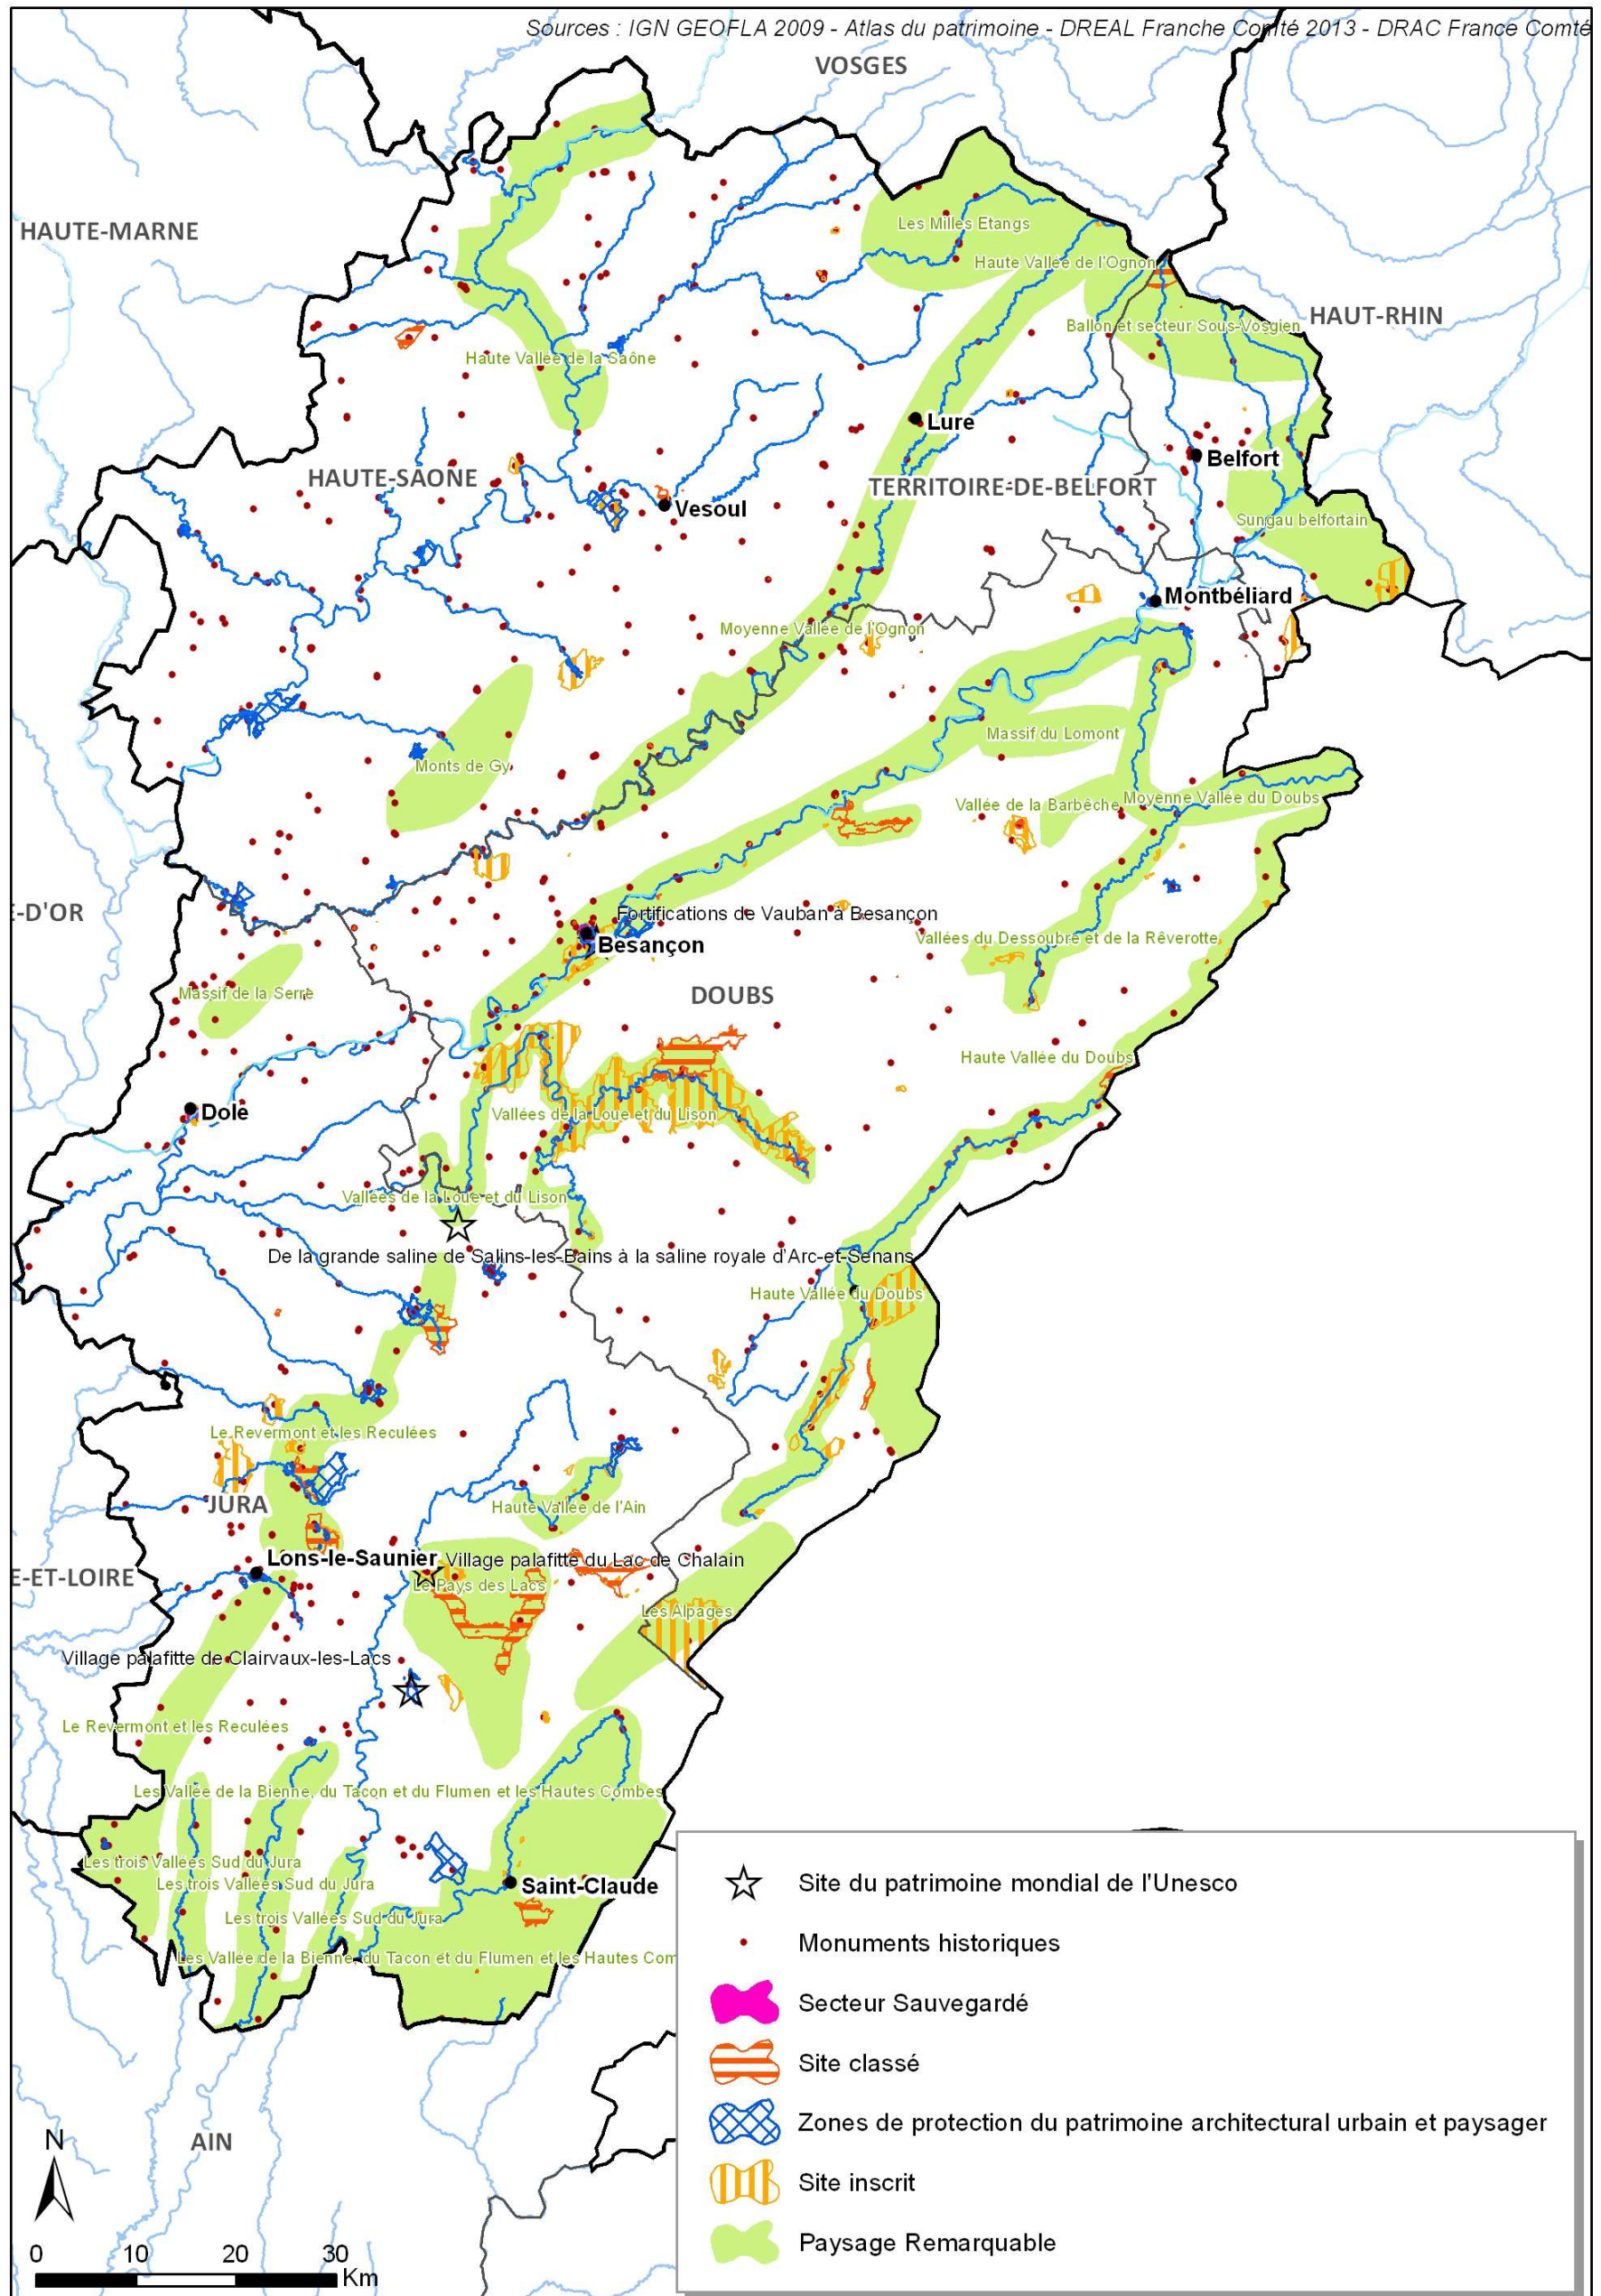 Sources : IGN GEOFLA 2009 - Atlas du patrimoine - DREAL Franche Comté 2013 - DRAC France Comté
VOSGES
HAUTE-MARNE
Les Milles Etangs
Haute Vallée de l'Ognon
HAUT-RHIN
Ballon et secteur Sous-Vosgien
Haute Vallée de la Saône
Lure
Belfort
HAUTE-SAONE
TERRITOIRE-DE-BELFORT
Vesoul
Sungau belfortain
Montbéliard
Moyenne Vallée de l'Ognon
Massif du Lomont
Monts de Gy
Moyenne Vallée du Doubs
Vallée de la Barbèche
E-D'OR
Fortifications de Vauban à Besançon
Besançon
Vallées du Dessoubre et de la Rêverotte
Massif de la Serre
DOUBS
Haute Vallée du Doubs
Dole
Vallées de la Loue et du Lison
Vallées de la Loue et du Lison
De la grande saline de Salins-les-Bains à la saline royale d'Arc-et-Senans
Haute Vallée du Doubs
Le Revermont et les Reculées
JURA
Haute Vallée de l'Ain
Lons-le-Saunier
Village palafitte du Lac de Chalain
E-ET-LOIRE
Le Pays des Lacs
Les Alpages
Village palafitte de Clairvaux-les-Lacs
Le Revermont et les Reculées
Les Vallée de la Bienne, du Tacon et du Flumen et les Hautes Combes
Les trois Vallées Sud du Jura
Les trois Vallées Sud du Jura
Saint-Claude
Les trois Vallées Sud du Jura
Les Vallée de la Bienne, du Tacon et du Flumen et les Hautes Com
Site du patrimoine mondial de l'Unesco
Monuments historiques
Secteur Sauvegardé
Site classé
Zones de protection du patrimoine architectural urbain et paysager
Site inscrit
Paysage Remarquable
N
AIN
0 10 20 30
Km